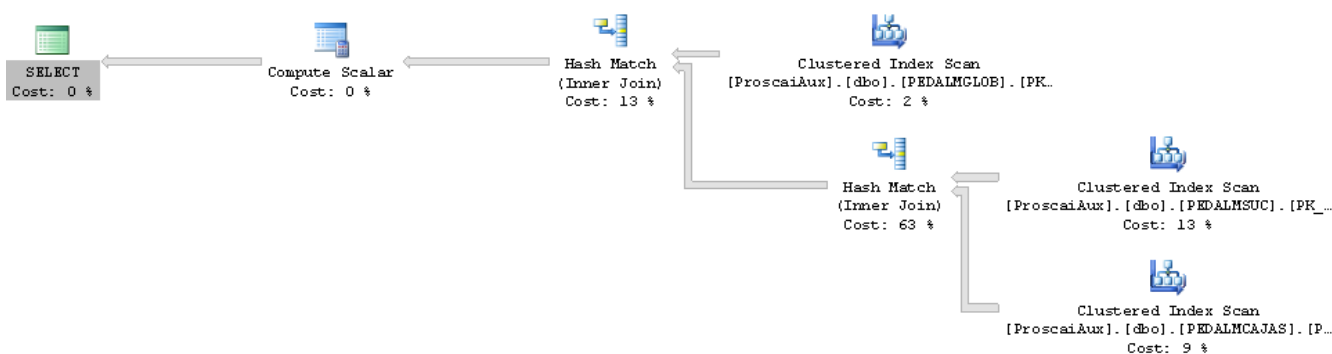 SELECT
Cost: 0 %
Compute Scalar
Cost: 0 %
Hash Match
(Inner Join)
Cost: 13 %
Clustered Index Scan
[ProscaiAux].[dbo].[PEDALMGLOB].[PK…
Cost: 2 %
Hash Match
(Inner Join)
Cost: 63 %
Clustered Index Scan
[ProscaiAux].[dbo].[PEDALMSUC].[PK_…
Cost: 13 %
Clustered Index Scan
[ProscaiAux].[dbo].[PEDALMCAJAS].[P…
Cost: 9 %